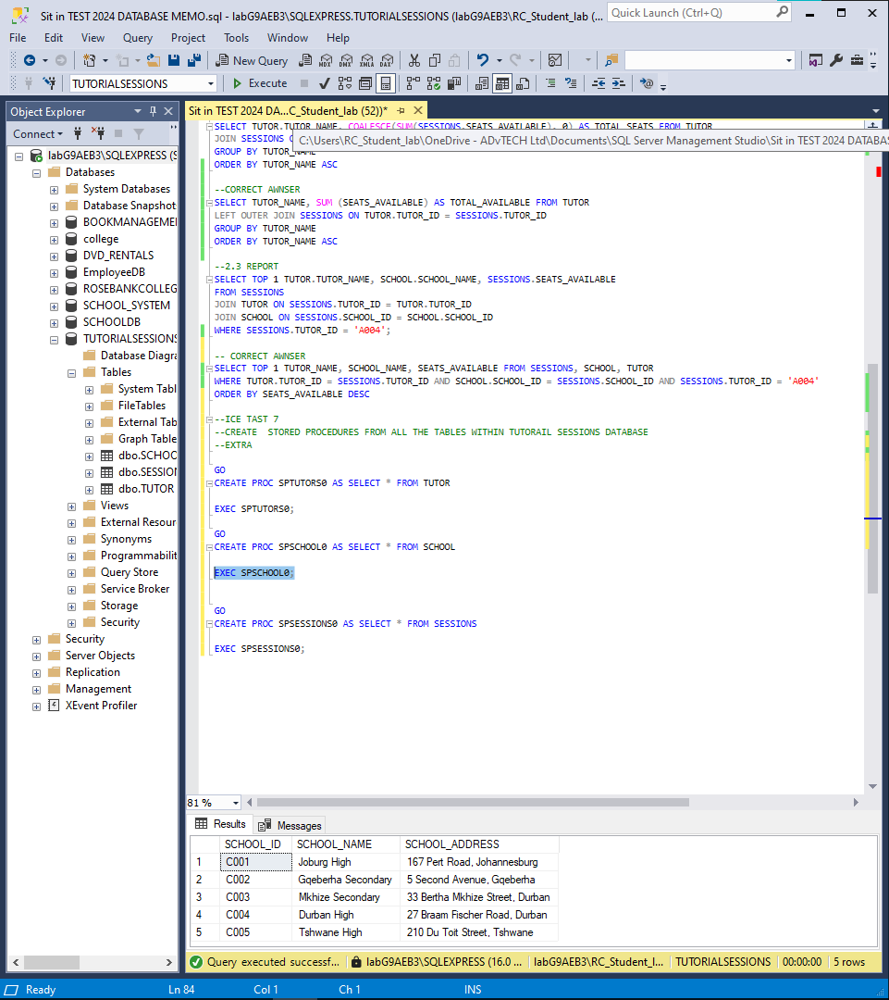 Sit in TEST 2024 DATABASE MEMO.sql - labG9AEB3\SQLEXPRESS.TUTORIALSESSIONS (labG9AEB3\RC_Student_lab (...
Quick Launch (Ctrl+Q)
File Edit View Query Project Tools Window Help
New Query MDX DMX XMLA DAX
TUTORIALSESSIONS Execute
Object Explorer
Sit in TEST 2024 DA...C_Student_lab (52))*
Connect
labG9AEB3\SQLEXPRESS (S
Databases
System Databases
Database Snapshot
BOOKMANAGEME
college
DVD_RENTALS
EmployeeDB
ROSEBANKCOLLEG
SCHOOL_SYSTEM
SCHOOLDB
TUTORIALSESSIONS
Database Diagra
Tables
System Tabl
FileTables
External Tab
Graph Table
dbo.SCHOO
dbo.SESSION
dbo.TUTOR
Views
External Resour
Synonyms
Programmabilit
Query Store
Service Broker
Storage
Security
Security
Server Objects
Replication
Management
XEvent Profiler
SELECT TUTOR.TUTOR_NAME, COALESCE(SUM(SESSIONS.SEATS_AVAILABLE), 0) AS TOTAL_SEATS FROM TUTOR
JOIN SESSIONS
C:\Users\RC_Student_lab\OneDrive - ADvTECH Ltd\Documents\SQL Server Management Studio\Sit in TEST 2024 DATABAS
GROUP BY TUTOR_NAME
ORDER BY TUTOR_NAME ASC
--CORRECT AWNSER
SELECT TUTOR_NAME, SUM (SEATS_AVAILABLE) AS TOTAL_AVAILABLE FROM TUTOR
LEFT OUTER JOIN SESSIONS ON TUTOR.TUTOR_ID = SESSIONS.TUTOR_ID
GROUP BY TUTOR_NAME
ORDER BY TUTOR_NAME ASC
--2.3 REPORT
SELECT TOP 1 TUTOR.TUTOR_NAME, SCHOOL.SCHOOL_NAME, SESSIONS.SEATS_AVAILABLE
FROM SESSIONS
JOIN TUTOR ON SESSIONS.TUTOR_ID = TUTOR.TUTOR_ID
JOIN SCHOOL ON SESSIONS.SCHOOL_ID = SCHOOL.SCHOOL_ID
WHERE SESSIONS.TUTOR_ID = 'A004';
-- CORRECT AWNSER
SELECT TOP 1 TUTOR_NAME, SCHOOL_NAME, SEATS_AVAILABLE FROM SESSIONS, SCHOOL, TUTOR
WHERE TUTOR.TUTOR_ID = SESSIONS.TUTOR_ID AND SCHOOL.SCHOOL_ID = SESSIONS.SCHOOL_ID AND SESSIONS.TUTOR_ID = 'A004'
ORDER BY SEATS_AVAILABLE DESC
--ICE TAST 7
--CREATE  STORED PROCEDURES FROM ALL THE TABLES WITHIN TUTORAIL SESSIONS DATABASE
--EXTRA
GO
CREATE PROC SPTUTORS0 AS SELECT * FROM TUTOR
EXEC SPTUTORS0;
GO
CREATE PROC SPSCHOOL0 AS SELECT * FROM SCHOOL
EXEC SPSCHOOL0;
GO
CREATE PROC SPSESSIONS0 AS SELECT * FROM SESSIONS
EXEC SPSESSIONS0;
81 %
Results Messages
SCHOOL_ID SCHOOL_NAME SCHOOL_ADDRESS
1 C001 Joburg High 167 Pert Road, Johannesburg
2 C002 Gqeberha Secondary 5 Second Avenue, Gqeberha
3 C003 Mkhize Secondary 33 Bertha Mkhize Street, Durban
4 C004 Durban High 27 Braam Fischer Road, Durban
5 C005 Tshwane High 210 Du Toit Street, Tshwane
Query executed successf... labG9AEB3\SQLEXPRESS (16.0 ... labG9AEB3\RC_Student_l... TUTORIALSESSIONS 00:00:00 5 rows
Ready Ln 84 Col 1 Ch 1 INS